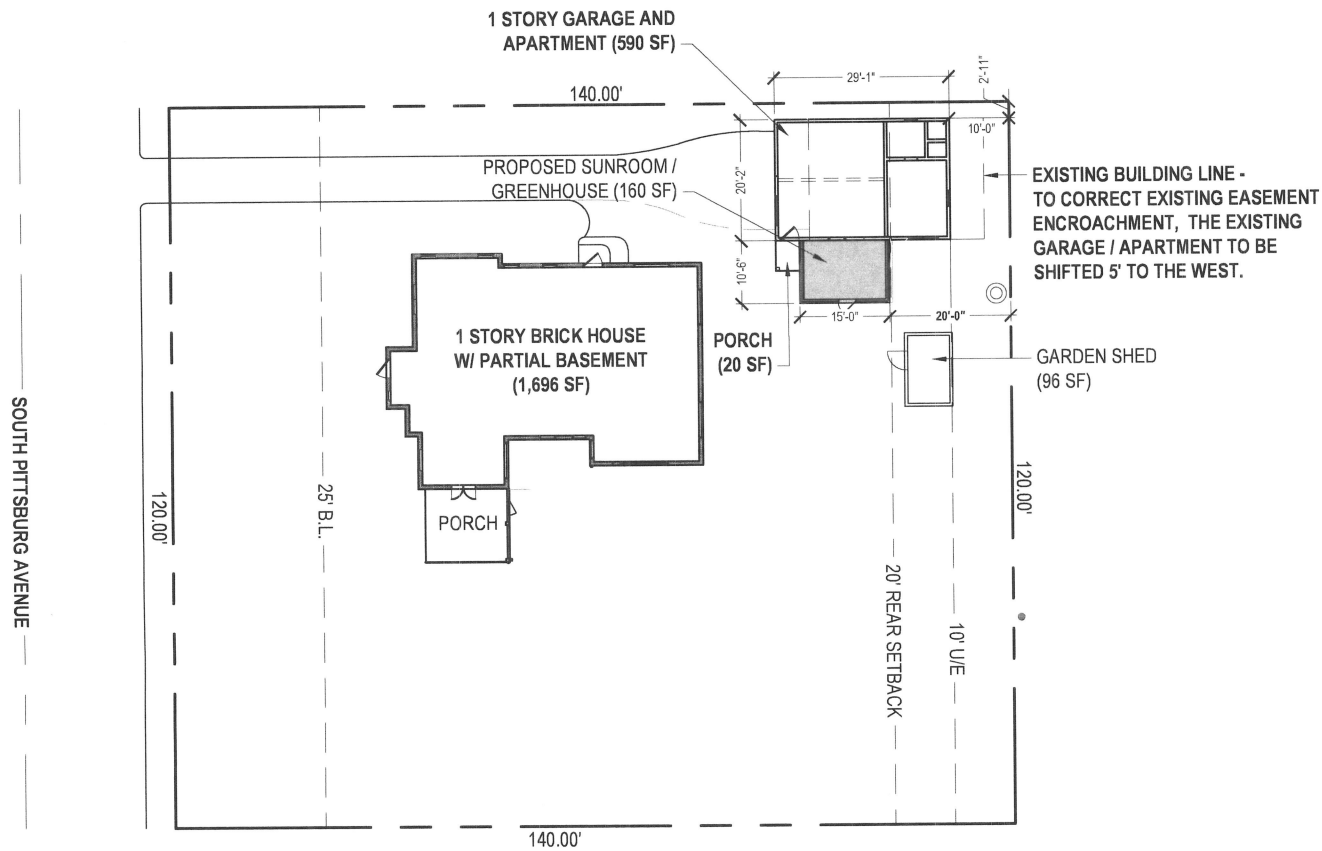 1 STORY GARAGE AND
APARTMENT (590 SF)
29'-1"
2'-11"
140.00'
10'-0"
PROPOSED SUNROOM /
GREENHOUSE (160 SF)
20'-2"
EXISTING BUILDING LINE -
TO CORRECT EXISTING EASEMENT
ENCROACHMENT, THE EXISTING
GARAGE / APARTMENT TO BE
SHIFTED 5' TO THE WEST.
10'-6"
15'-0"
20'-0"
1 STORY BRICK HOUSE
W/ PARTIAL BASEMENT
(1,696 SF)
PORCH
(20 SF)
GARDEN SHED
(96 SF)
SOUTH PITTSBURG AVENUE
120.00'
25' B.L.
PORCH
120.00'
20' REAR SETBACK
10' U/E
140.00'